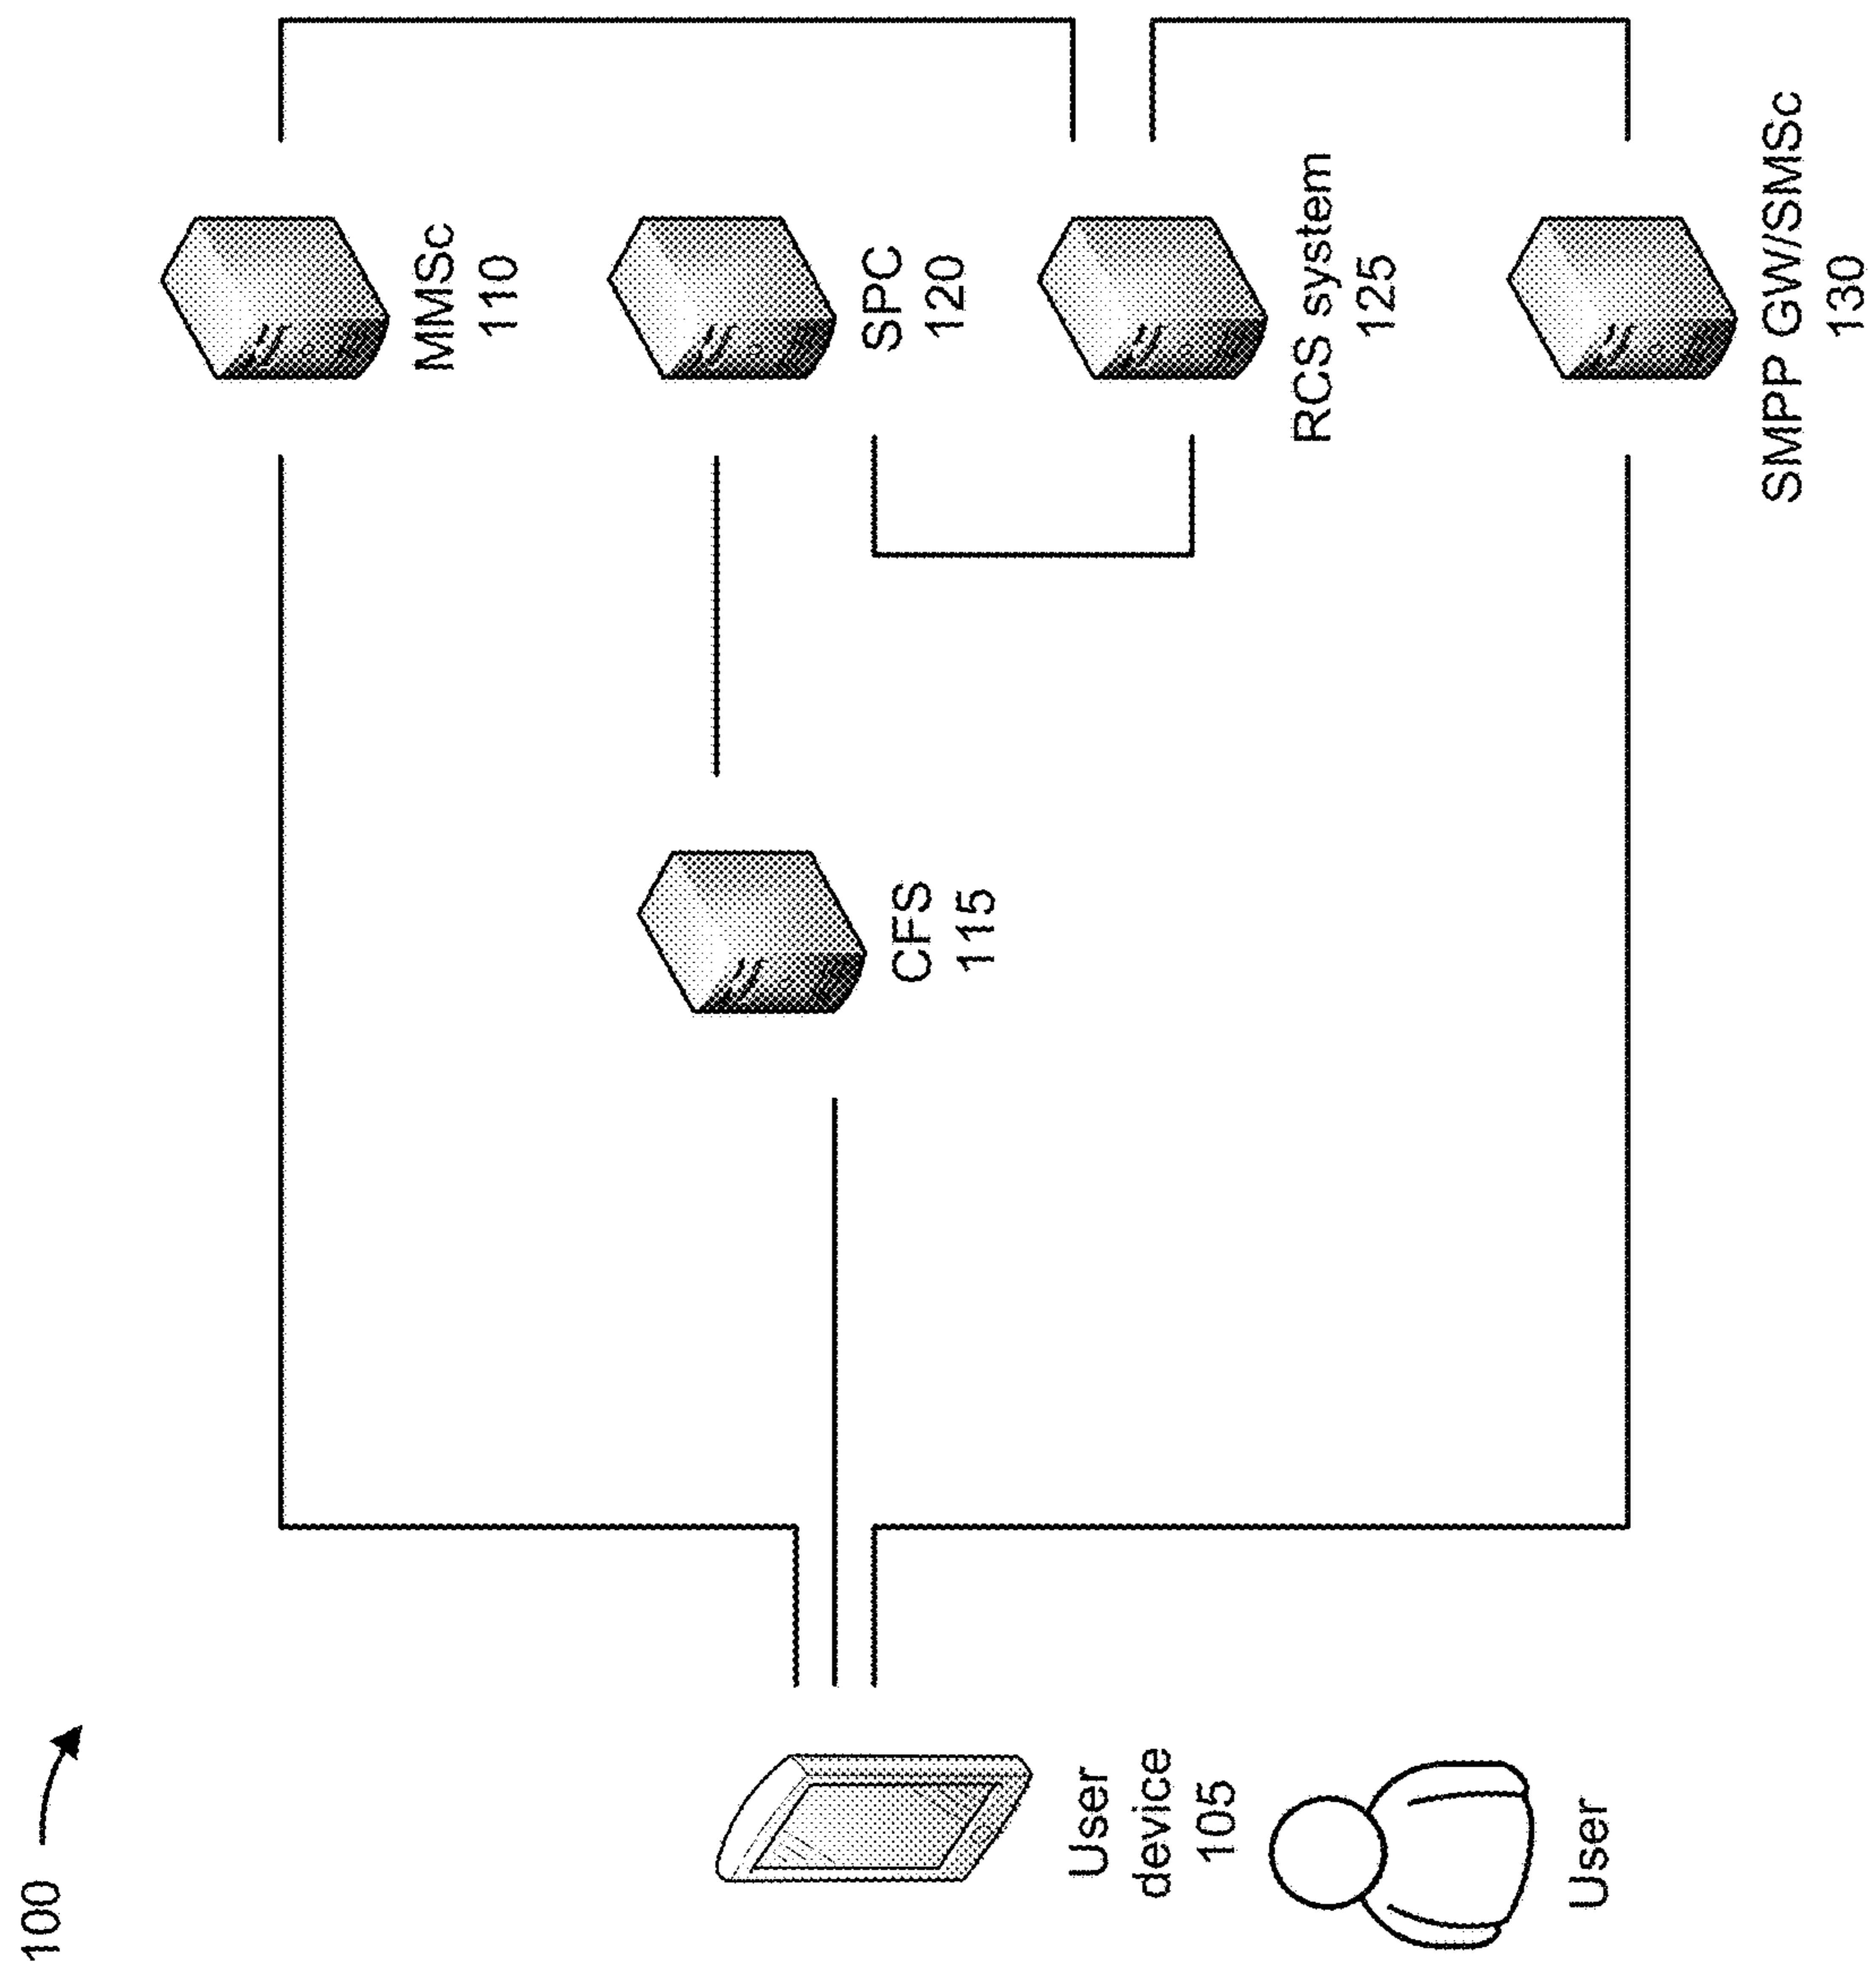 100
MMSc
110
CFS
115
SPC
120
User
device
105
RCS system
125
User
SMPP GW/SMSc
130